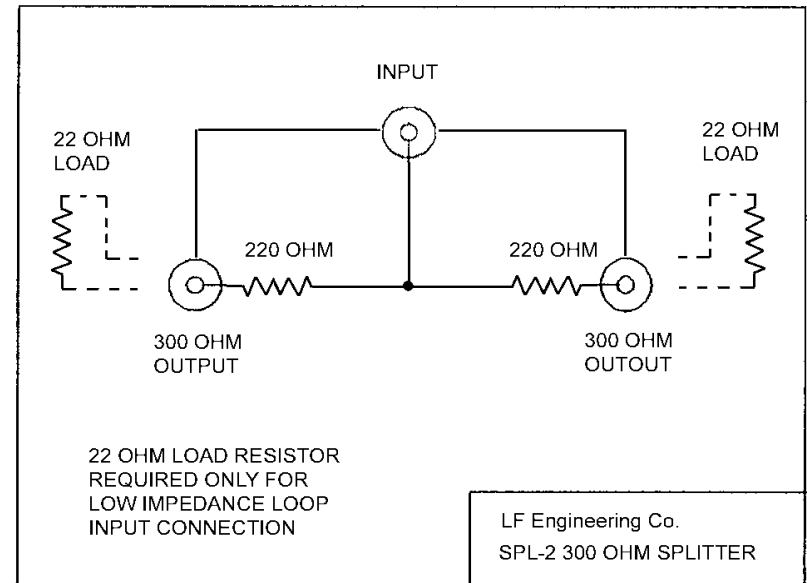 INPUT
22 OHM
LOAD
22 OHM
LOAD
220 OHM
220 OHM
300 OHM
OUTPUT
300 OHM
OUTOUT
22 OHM LOAD RESISTOR
REQUIRED ONLY FOR
LOW IMPEDANCE LOOP
INPUT CONNECTION
LF Engineering Co.
SPL-2 300 OHM SPLITTER